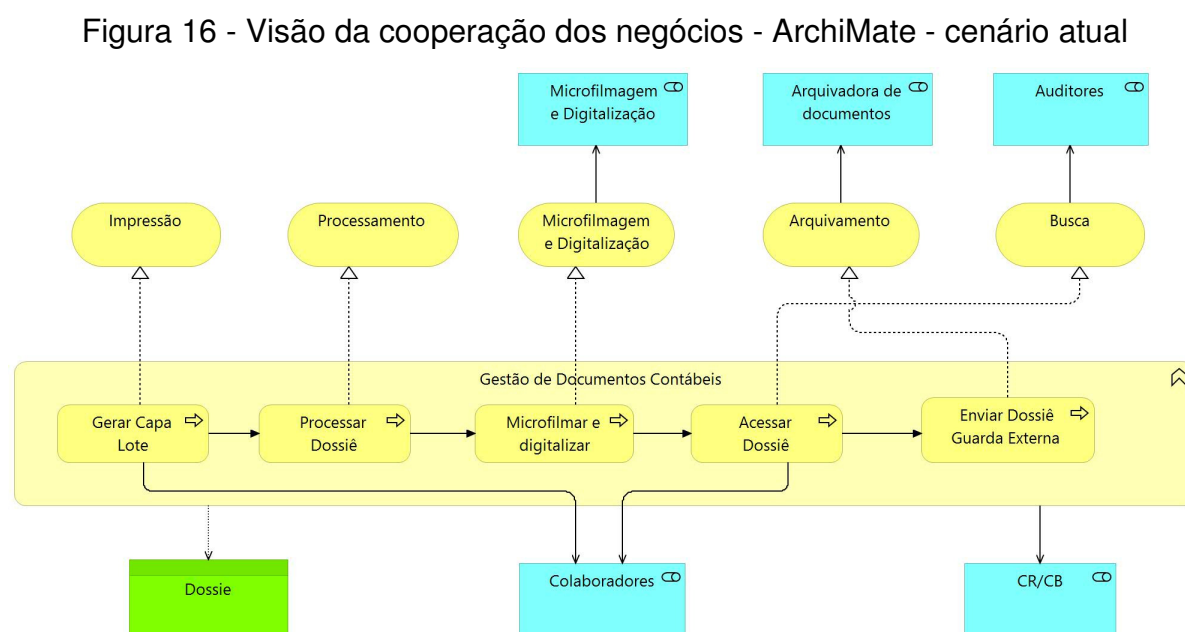 Figura 16 - Visão da cooperação dos negócios - ArchiMate - cenário atual
Microfilmagem
e Digitalização
Arquivadora de
documentos
Auditores
Impressão
Processamento
Microfilmagem
e Digitalização
Arquivamento
Busca
Gestão de Documentos Contábeis
Gerar Capa
Lote
Processar
Dossiê
Microfilmar e
digitalizar
Acessar
Dossiê
Enviar Dossiê
Guarda Externa
Dossie
Colaboradores
CR/CB